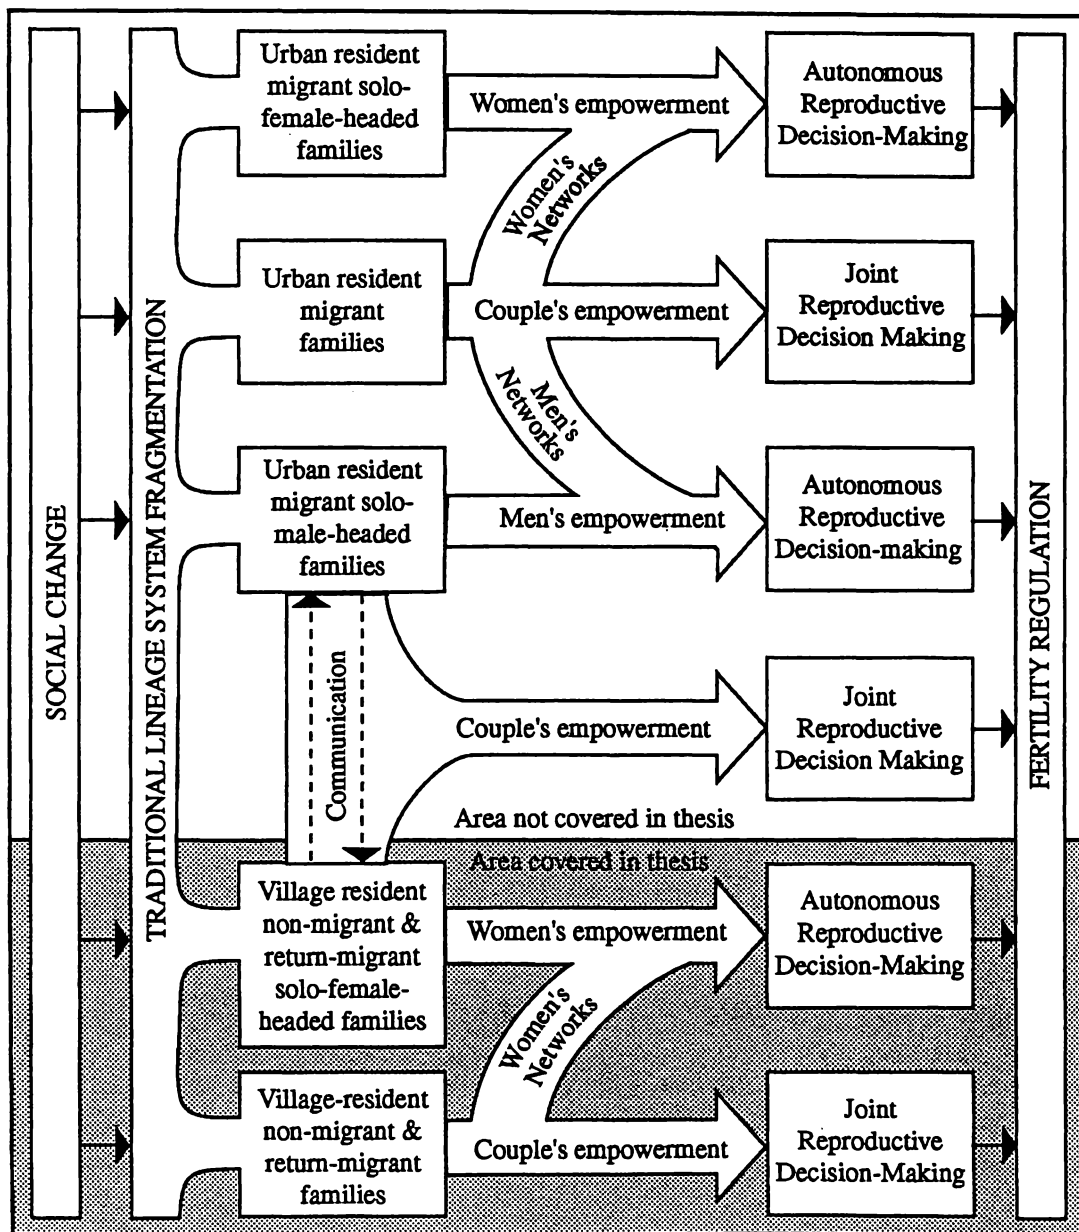 SOCIAL CHANGE
TRADITIONAL LINEAGE SYSTEM FRAGMENTATION
Urban resident
migrant solo-
female-headed
families
Women's empowerment
Autonomous
Reproductive
Decision-Making
Women's
Networks
Urban resident
migrant
families
Couple's empowerment
Joint
Reproductive
Decision Making
Men's
Networks
Urban resident
migrant solo-
male-headed
families
Men's empowerment
Autonomous
Reproductive
Decision-making
Communication
Couple's empowerment
Joint
Reproductive
Decision Making
Area not covered in thesis
Area covered in thesis
Village resident
non-migrant &
return-migrant
solo-female-
headed families
Women's empowerment
Autonomous
Reproductive
Decision-Making
Women's
Networks
Village-resident
non-migrant &
return-migrant
families
Couple's empowerment
Joint
Reproductive
Decision-Making
FERTILITY REGULATION